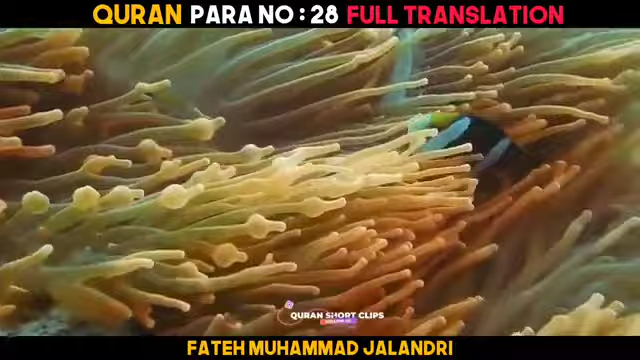 QURAN PARA NO : 28 FULL TRANSLATION
QURAN SHORT CLIPS
FATEH MUHAMMAD JALANDRI